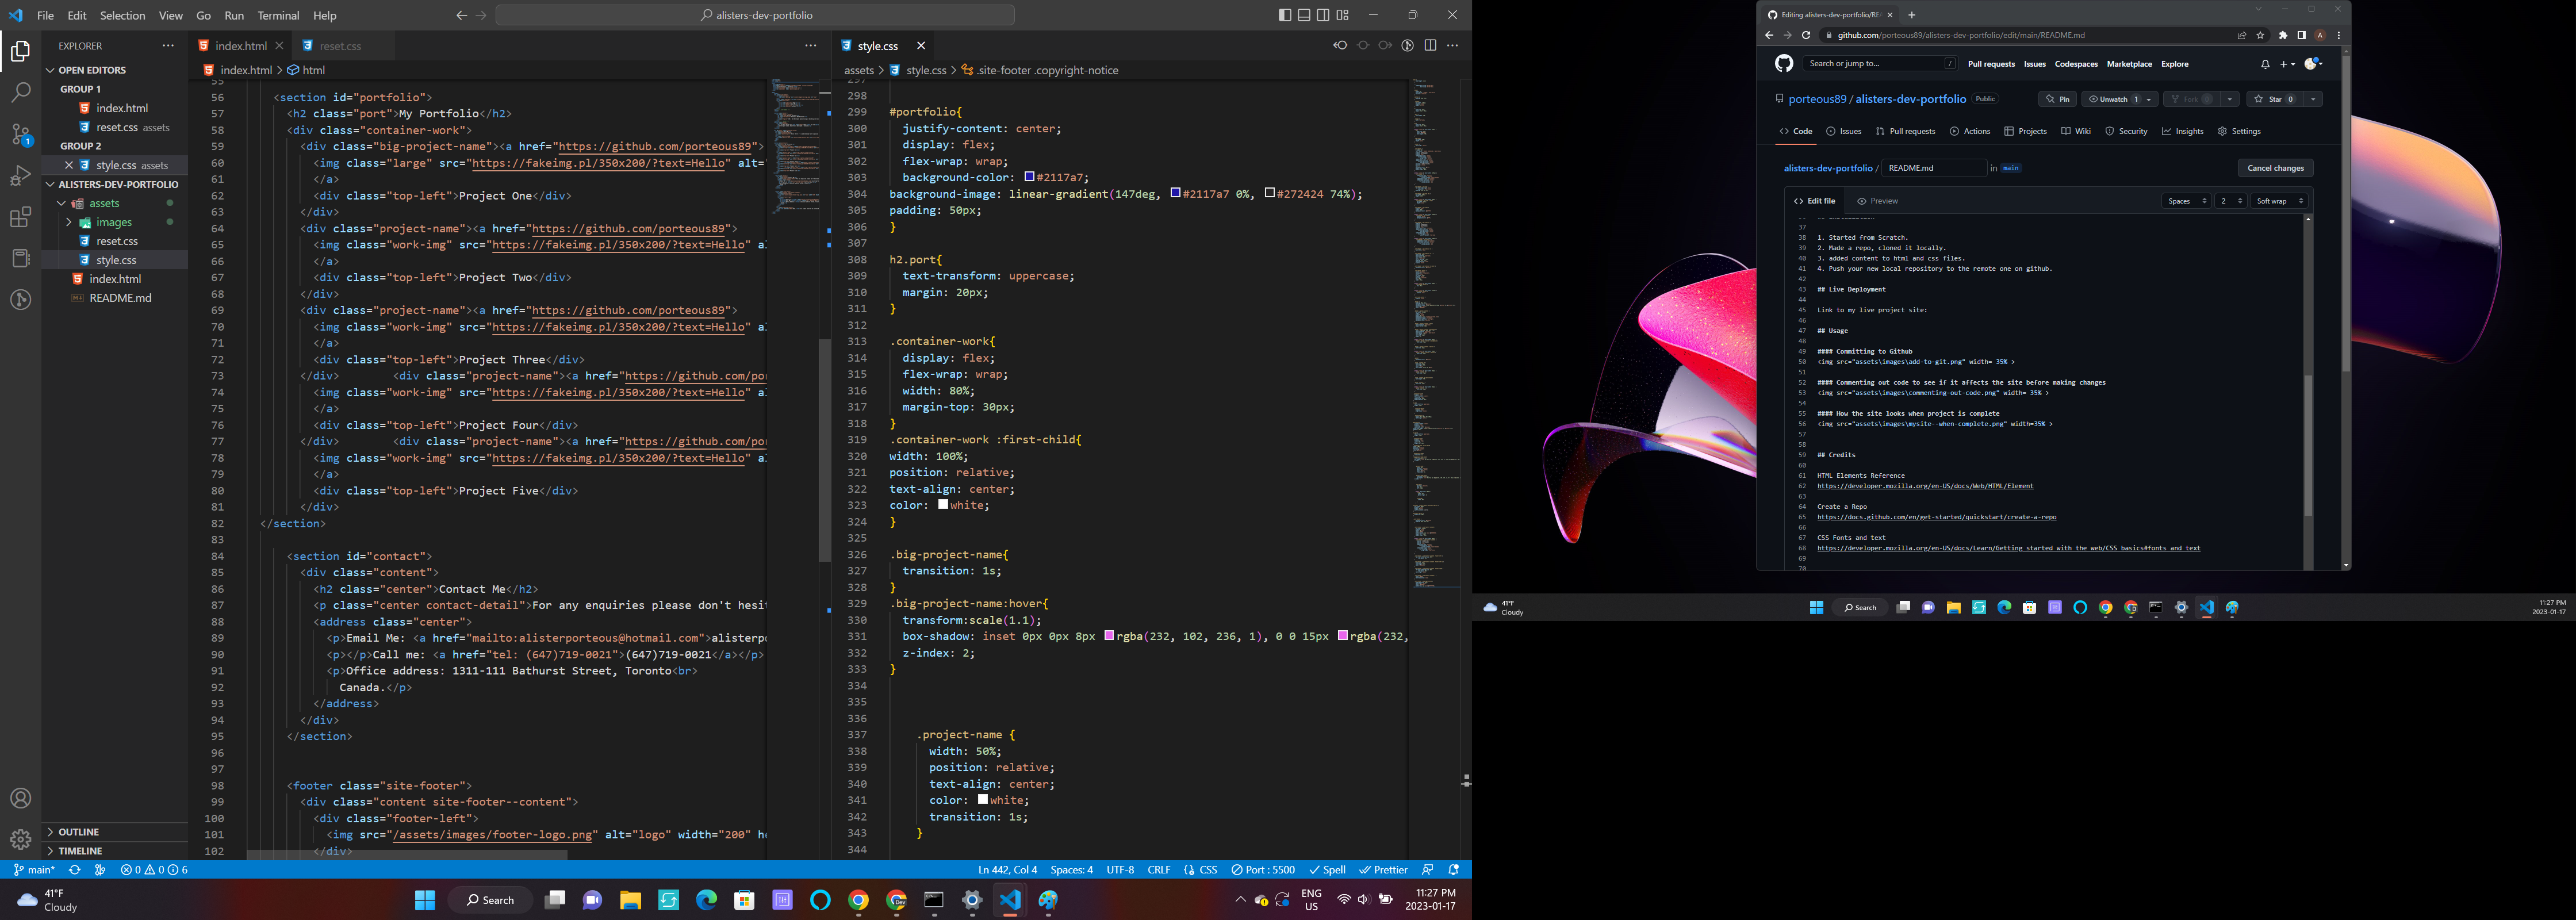 File Edit Selection View Go Run Terminal Help
alisters-dev-portfolio
EXPLORER
OPEN EDITORS
GROUP 1
index.html
reset.css assets
GROUP 2
style.css assets
ALISTERS-DEV-PORTFOLIO
assets
images
reset.css
style.css
index.html
README.md
OUTLINE
TIMELINE
index.html
reset.css
index.html > html
56 <section id="portfolio">
57 <h2 class="port">My Portfolio</h2>
58 <div class="container-work">
59 <div class="big-project-name"><a href="https://github.com/porteous89">
60 <img class="large" src="https://fakeimg.pl/350x200/?text=Hello" alt="
61 </a>
62 <div class="top-left">Project One</div>
63 </div>
64 <div class="project-name"><a href="https://github.com/porteous89">
65 <img class="work-img" src="https://fakeimg.pl/350x200/?text=Hello" al
66 </a>
67 <div class="top-left">Project Two</div>
68 </div>
69 <div class="project-name"><a href="https://github.com/porteous89">
70 <img class="work-img" src="https://fakeimg.pl/350x200/?text=Hello" al
71 </a>
72 <div class="top-left">Project Three</div>
73 </div> <div class="project-name"><a href="https://github.com/por
74 <img class="work-img" src="https://fakeimg.pl/350x200/?text=Hello" al
75 </a>
76 <div class="top-left">Project Four</div>
77 </div> <div class="project-name"><a href="https://github.com/por
78 <img class="work-img" src="https://fakeimg.pl/350x200/?text=Hello" al
79 </a>
80 <div class="top-left">Project Five</div>
81 </div>
82 </section>
83
84 <section id="contact">
85 <div class="content">
86 <h2 class="center">Contact Me</h2>
87 <p class="center contact-detail">For any enquiries please don't hesit
88 <address class="center">
89 <p>Email Me: <a href="mailto:alisterporteous@hotmail.com">alisterpo
90 <p></p>Call me: <a href="tel: (647)719-0021">(647)719-0021</a></p>
91 <p>Office address: 1311-111 Bathurst Street, Toronto<br>
92 Canada.</p>
93 </address>
94 </div>
95 </section>
96
97
98 <footer class="site-footer">
99 <div class="content site-footer--content">
100 <div class="footer-left">
101 <img src="/assets/images/footer-logo.png" alt="logo" width="200" he
102 </div>
style.css
assets > style.css > .site-footer .copyright-notice
298
299 #portfolio{
300 justify-content: center;
301 display: flex;
302 flex-wrap: wrap;
303 background-color: #2117a7;
304 background-image: linear-gradient(147deg, #2117a7 0%, #272424 74%);
305 padding: 50px;
306 }
307
308 h2.port{
309 text-transform: uppercase;
310 margin: 20px;
311 }
312
313 .container-work{
314 display: flex;
315 flex-wrap: wrap;
316 width: 80%;
317 margin-top: 30px;
318 }
319 .container-work :first-child{
320 width: 100%;
321 position: relative;
322 text-align: center;
323 color: white;
324 }
325
326 .big-project-name{
327 transition: 1s;
328 }
329 .big-project-name:hover{
330 transform:scale(1.1);
331 box-shadow: inset 0px 0px 8px rgba(232, 102, 236, 1), 0 0 15px rgba(232,
332 z-index: 2;
333 }
334
335
336
337 .project-name {
338 width: 50%;
339 position: relative;
340 text-align: center;
341 color: white;
342 transition: 1s;
343 }
344
main* 0 0 6
Ln 442, Col 4 Spaces: 4 UTF-8 CRLF CSS Port : 5500 Spell Prettier
41°F
Cloudy
Search
ENG
US
11:27 PM
2023-01-17
Editing alisters-dev-portfolio/RE
github.com/porteous89/alisters-dev-portfolio/edit/main/README.md
Search or jump to... / Pull requests Issues Codespaces Marketplace Explore
porteous89 / alisters-dev-portfolio Public
Pin Unwatch 1 Fork 0 Star 0
Code Issues Pull requests Actions Projects Wiki Security Insights Settings
alisters-dev-portfolio / README.md in main
Cancel changes
Edit file Preview
Spaces 2 Soft wrap
37
38 1. Started from Scratch.
39 2. Made a repo, cloned it locally.
40 3. added content to html and css files.
41 4. Push your new local repository to the remote one on github.
42
43 ## Live Deployment
44
45 Link to my live project site:
46
47 ## Usage
48
49 #### Committing to Github
50 <img src="assets\images\add-to-git.png" width= 35% >
51
52 #### Commenting out code to see if it affects the site before making changes
53 <img src="assets\images\commenting-out-code.png" width= 35% >
54
55 #### How the site looks when project is complete
56 <img src="assets\images\mysite--when-complete.png" width=35% >
57
58
59 ## Credits
60
61 HTML Elements Reference
62 https://developer.mozilla.org/en-US/docs/Web/HTML/Element
63
64 Create a Repo
65 https://docs.github.com/en/get-started/quickstart/create-a-repo
66
67 CSS Fonts and text
68 https://developer.mozilla.org/en-US/docs/Learn/Getting_started_with_the_web/CSS_basics#fonts_and_text
69
41°F
Cloudy
Search
11:27 PM
2023-01-17